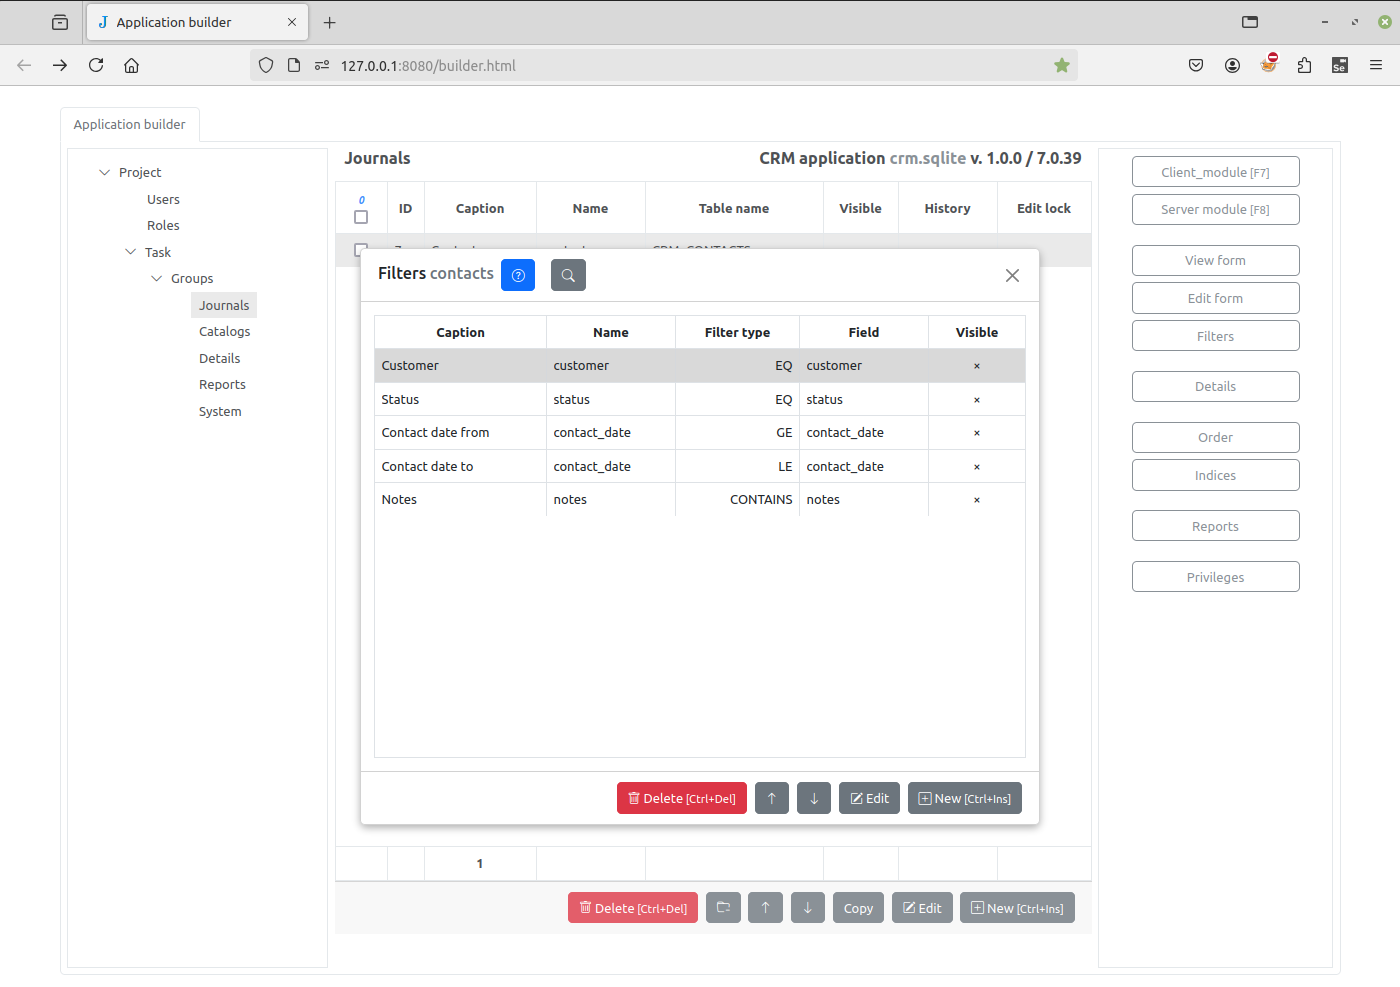 Application builder
127.0.0.1:8080/builder.html
Application builder
Project
Users
Roles
Task
Groups
Journals
Catalogs
Details
Reports
System
Journals
CRM application crm.sqlite v. 1.0.0 / 7.0.39
0
ID Caption Name Table name Visible History Edit lock
Filters contacts
Caption Name Filter type Field Visible
Customer customer EQ customer ×
Status status EQ status ×
Contact date from contact_date GE contact_date ×
Contact date to contact_date LE contact_date ×
Notes notes CONTAINS notes ×
Delete [Ctrl+Del] Edit New [Ctrl+Ins]
1
Delete [Ctrl+Del] Copy Edit New [Ctrl+Ins]
Client_module [F7]
Server module [F8]
View form
Edit form
Filters
Details
Order
Indices
Reports
Privileges